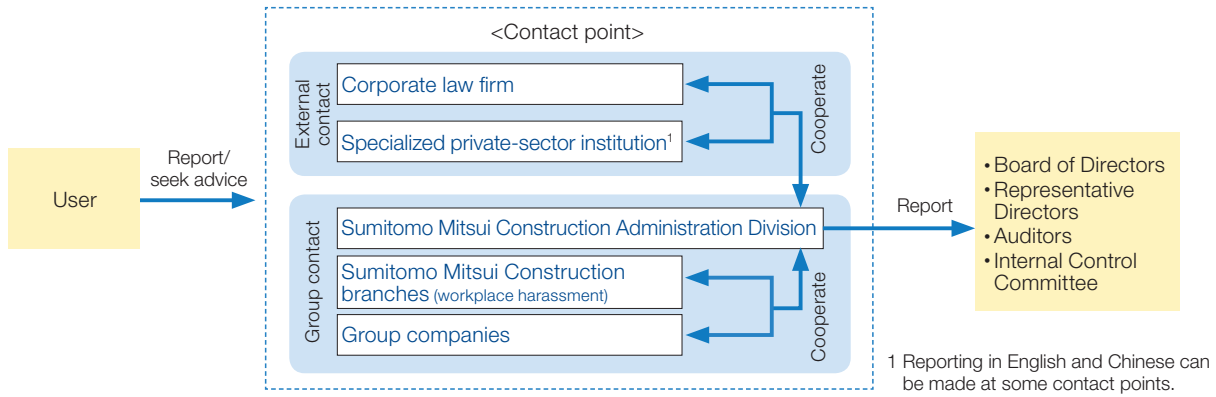 <Contact point>
External
contact
Corporate law firm
Specialized private-sector institution¹
Cooperate
User
Report/
seek advice
Group contact
Sumitomo Mitsui Construction Administration Division
Sumitomo Mitsui Construction
branches (workplace harassment)
Group companies
Cooperate
Report
・Board of Directors
・Representative
Directors
・Auditors
・Internal Control
Committee
1 Reporting in English and Chinese can
be made at some contact points.